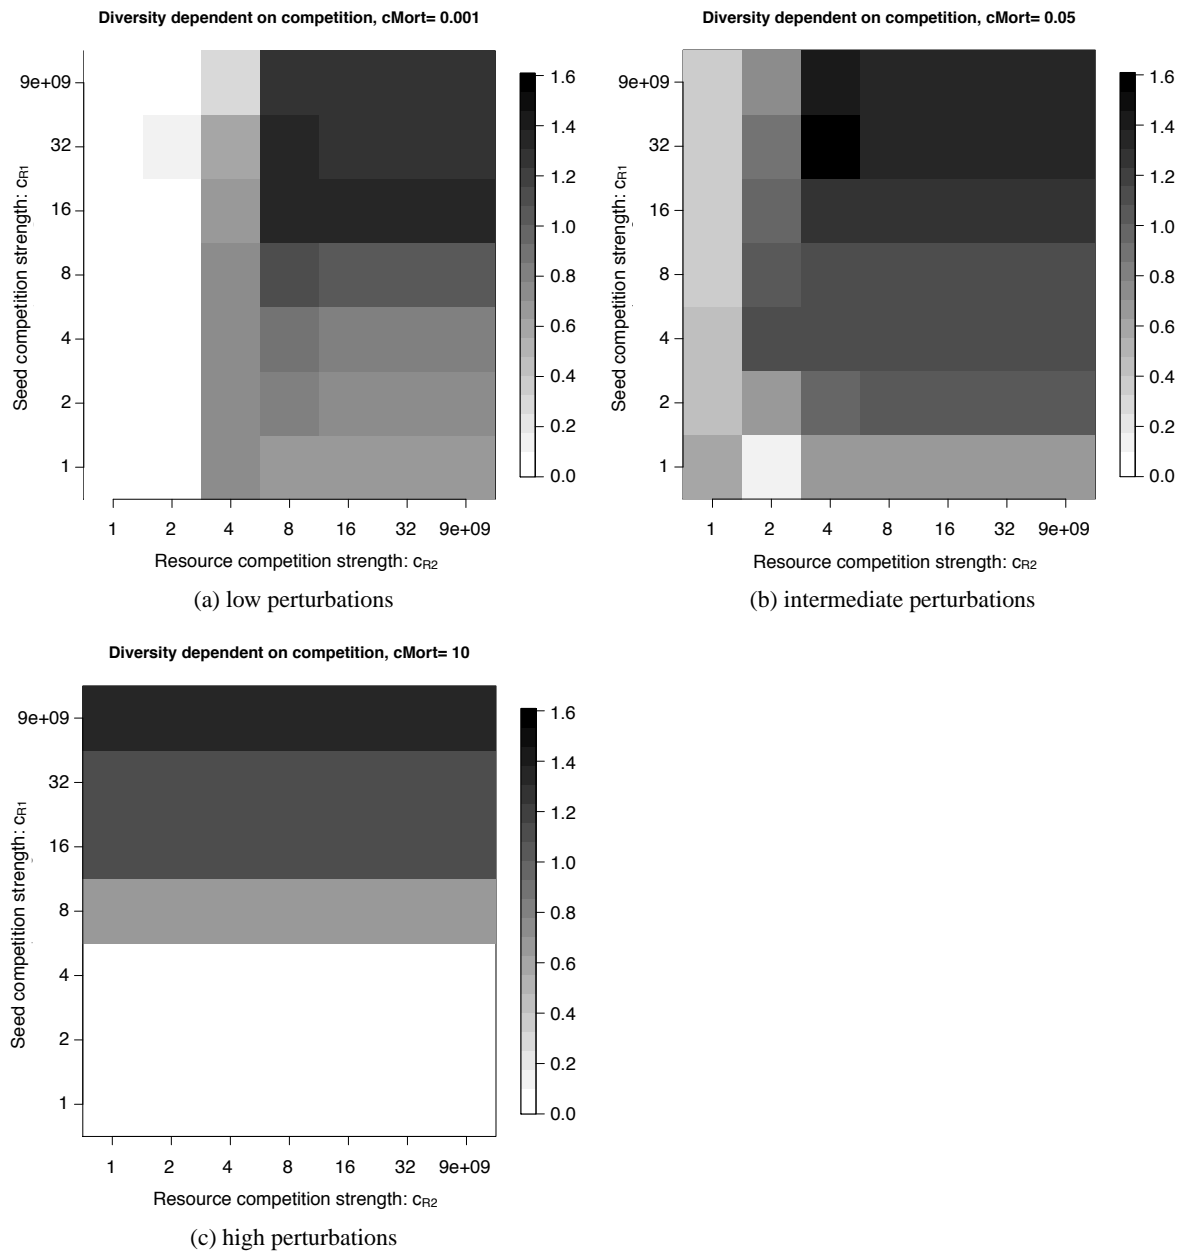 Diversity dependent on competition, cMort= 0.001
Seed competition strength: cR1
9e+09
32
16
8
4
2
1
1 2 4 8 16 32 9e+09
Resource competition strength: cR2
1.6
1.4
1.2
1.0
0.8
0.6
0.4
0.2
0.0
(a) low perturbations
Diversity dependent on competition, cMort= 0.05
Seed competition strength: cR1
9e+09
32
16
8
4
2
1
1 2 4 8 16 32 9e+09
Resource competition strength: cR2
1.6
1.4
1.2
1.0
0.8
0.6
0.4
0.2
0.0
(b) intermediate perturbations
Diversity dependent on competition, cMort= 10
Seed competition strength: cR1
9e+09
32
16
8
4
2
1
1 2 4 8 16 32 9e+09
Resource competition strength: cR2
1.6
1.4
1.2
1.0
0.8
0.6
0.4
0.2
0.0
(c) high perturbations